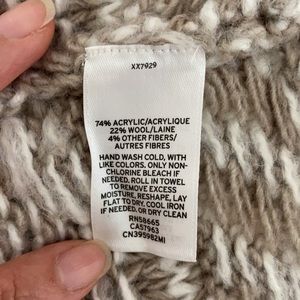 XX7929
74% ACRYLIC/ACRYLIQUE
22% WOOL/LAINE
4% OTHER FIBERS/
AUTRES FIBRES
HAND WASH COLD, WITH
LIKE COLORS. ONLY NON-
CHLORINE BLEACH IF
NEEDED. ROLL IN TOWEL
TO REMOVE EXCESS
MOISTURE, RESHAPE, LAY
FLAT TO DRY. COOL IRON
IF NEEDED, OR DRY CLEAN
RN58665
CA57963
CN395982MI